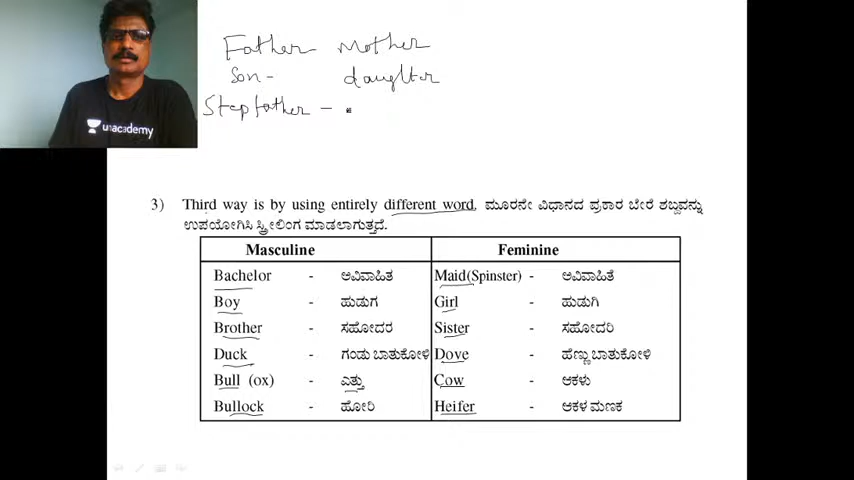 Father - Mother
Son - daughter
Stepfather -
unacademy
3) Third way is by using entirely different word. ಮೂರನೇ ವಿಧಾನದ ಪ್ರಕಾರ ಬೇರೆ ಶಬ್ದವನ್ನು
ಉಪಯೋಗಿಸಿ ಸ್ತ್ರೀಲಿಂಗ ಮಾಡಲಾಗುತ್ತದೆ.
Masculine Feminine
Bachelor - ಅವಿವಾಹಿತ Maid(Spinster) - ಅವಿವಾಹಿತೆ
Boy - ಹುಡುಗ Girl - ಹುಡುಗಿ
Brother - ಸಹೋದರ Sister - ಸಹೋದರಿ
Duck - ಗಂಡು ಬಾತುಕೋಳಿ Dove - ಹೆಣ್ಣು ಬಾತುಕೋಳಿ
Bull (ox) - ಎತ್ತು Cow - ಆಕಳು
Bullock - ಹೋರಿ Heifer - ಆಕಳ ಮಣಕ